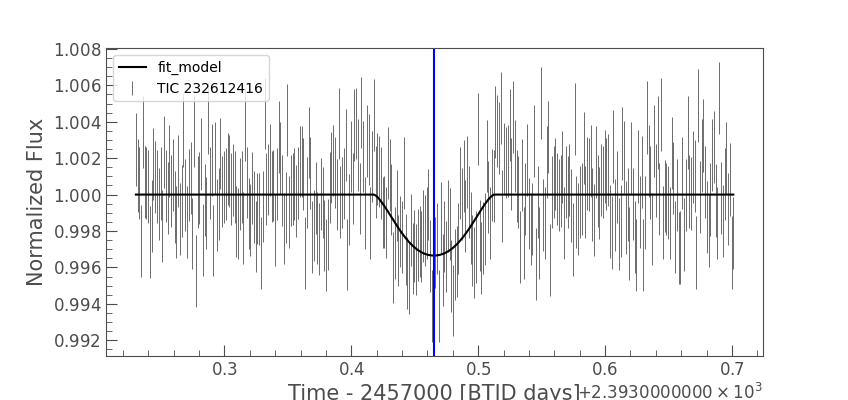 1.008
1.006
1.004
1.002
1.000
0.998
0.996
0.994
0.992
Normalized Flux
fit_model
TIC 232612416
0.3 0.4 0.5 0.6 0.7
Time - 2457000 [BTJD days]
+2.3930000000 × 10³